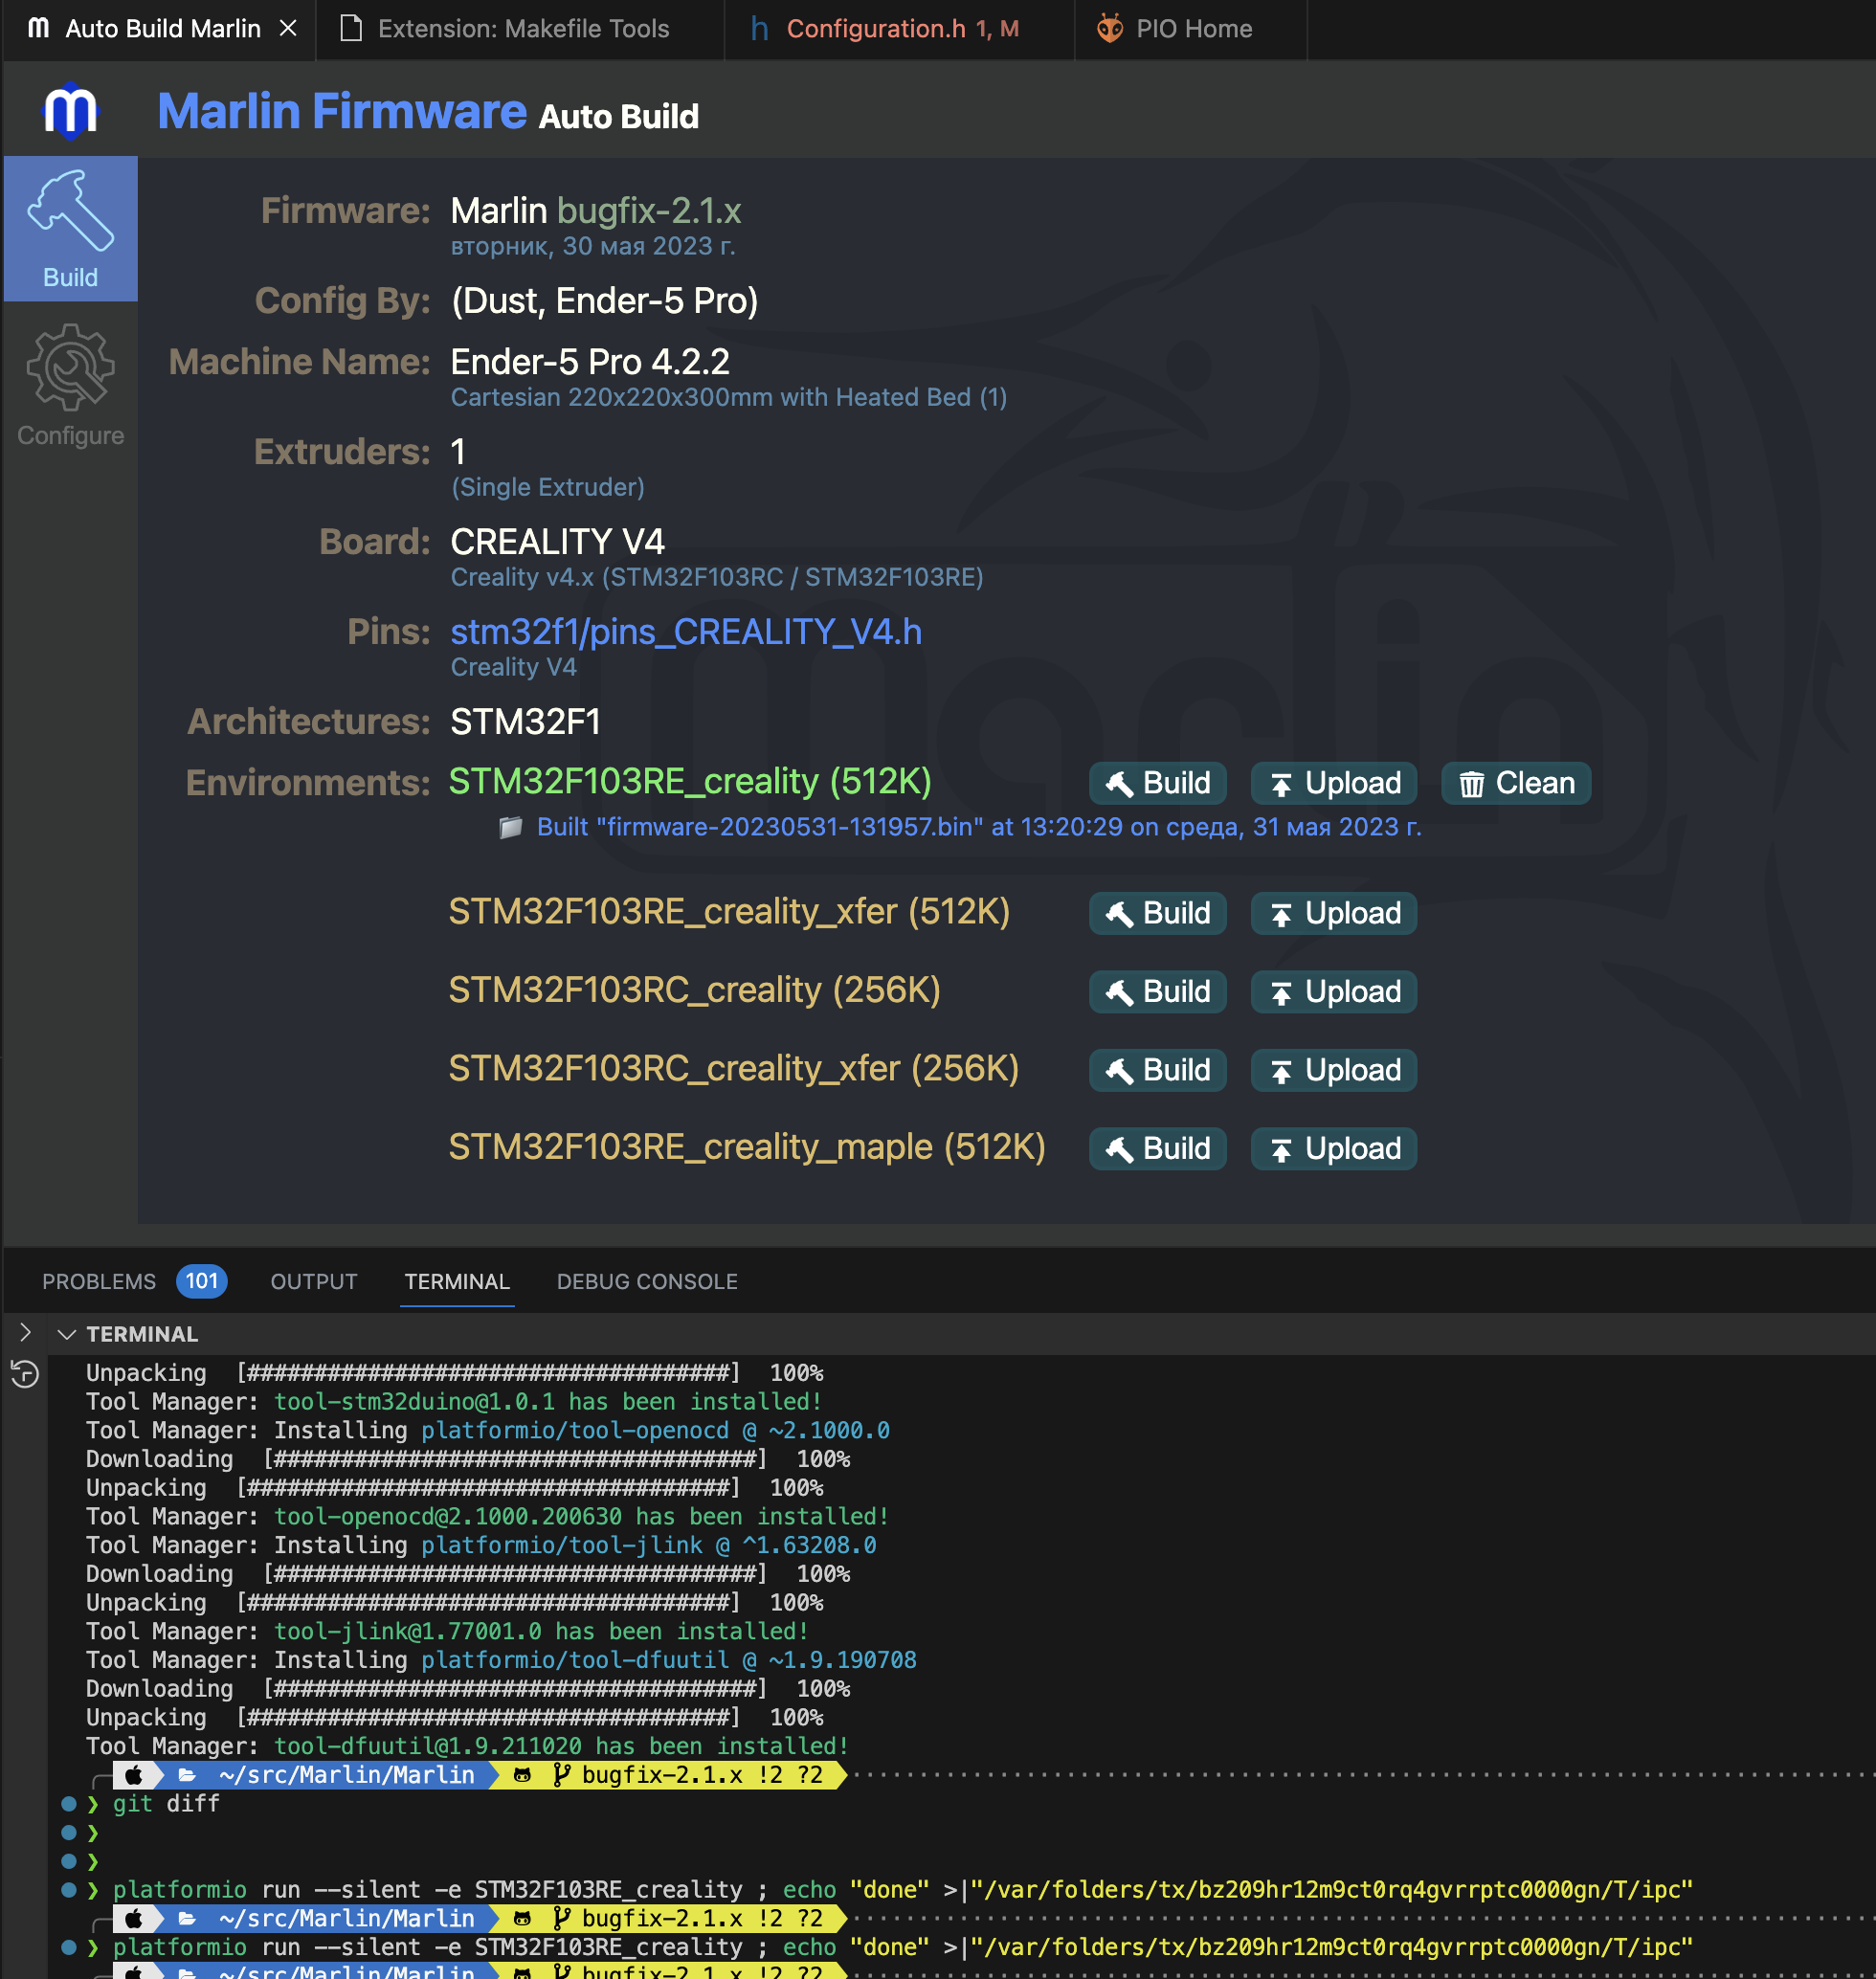 Auto Build Marlin
Extension: Makefile Tools
h Configuration.h 1, M
PIO Home
Marlin Firmware Auto Build
Build
Configure
Firmware: Marlin bugfix-2.1.x
вторник, 30 мая 2023 г.
Config By: (Dust, Ender-5 Pro)
Machine Name: Ender-5 Pro 4.2.2
Cartesian 220x220x300mm with Heated Bed (1)
Extruders: 1
(Single Extruder)
Board: CREALITY V4
Creality v4.x (STM32F103RC / STM32F103RE)
Pins: stm32f1/pins_CREALITY_V4.h
Creality V4
Architectures: STM32F1
Environments: STM32F103RE_creality (512K) Build Upload Clean
Built "firmware-20230531-131957.bin" at 13:20:29 on среда, 31 мая 2023 г.
STM32F103RE_creality_xfer (512K) Build Upload
STM32F103RC_creality (256K) Build Upload
STM32F103RC_creality_xfer (256K) Build Upload
STM32F103RE_creality_maple (512K) Build Upload
marlin
PROBLEMS 101 OUTPUT TERMINAL DEBUG CONSOLE
TERMINAL
Unpacking [####################################] 100%
Tool Manager: tool-stm32duino@1.0.1 has been installed!
Tool Manager: Installing platformio/tool-openocd @ ~2.1000.0
Downloading [####################################] 100%
Unpacking [####################################] 100%
Tool Manager: tool-openocd@2.1000.200630 has been installed!
Tool Manager: Installing platformio/tool-jlink @ ^1.63208.0
Downloading [####################################] 100%
Unpacking [####################################] 100%
Tool Manager: tool-jlink@1.77001.0 has been installed!
Tool Manager: Installing platformio/tool-dfuutil @ ~1.9.190708
Downloading [####################################] 100%
Unpacking [####################################] 100%
Tool Manager: tool-dfuutil@1.9.211020 has been installed!
~/src/Marlin/Marlin bugfix-2.1.x !2 ?2
❯ git diff
❯
❯
❯ platformio run --silent -e STM32F103RE_creality ; echo "done" >|"/var/folders/tx/bz209hr12m9ct0rq4gvrrptc0000gn/T/ipc"
~/src/Marlin/Marlin bugfix-2.1.x !2 ?2
❯ platformio run --silent -e STM32F103RE_creality ; echo "done" >|"/var/folders/tx/bz209hr12m9ct0rq4gvrrptc0000gn/T/ipc"
~/src/Marlin/Marlin bugfix-2.1.x !2 ?2